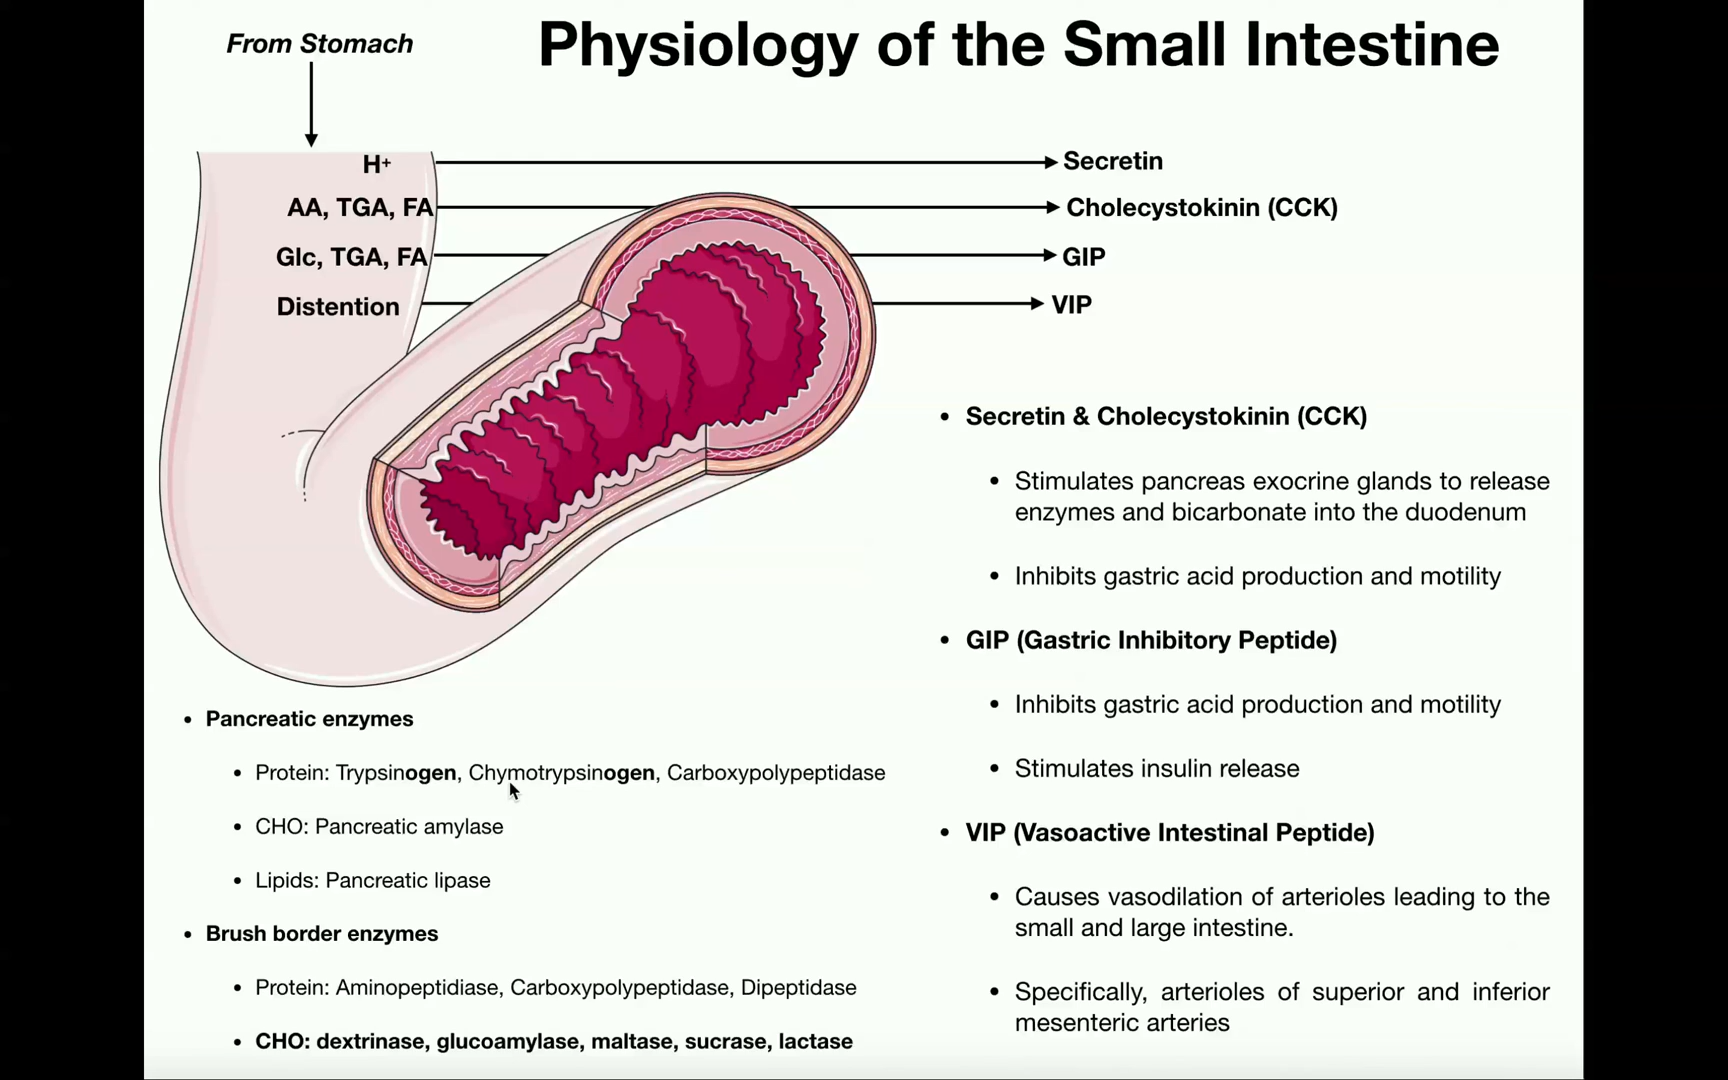 From Stomach
Physiology of the Small Intestine
H+
Secretin
AA, TGA, FA
Cholecystokinin (CCK)
Glc, TGA, FA
GIP
Distention
VIP
• Secretin & Cholecystokinin (CCK)
• Stimulates pancreas exocrine glands to release
enzymes and bicarbonate into the duodenum
• Inhibits gastric acid production and motility
• GIP (Gastric Inhibitory Peptide)
• Inhibits gastric acid production and motility
• Stimulates insulin release
• VIP (Vasoactive Intestinal Peptide)
• Causes vasodilation of arterioles leading to the
small and large intestine.
• Specifically, arterioles of superior and inferior
mesenteric arteries
• Pancreatic enzymes
• Protein: Trypsinogen, Chymotrypsinogen, Carboxypolypeptidase
• CHO: Pancreatic amylase
• Lipids: Pancreatic lipase
• Brush border enzymes
• Protein: Aminopeptidiase, Carboxypolypeptidase, Dipeptidase
• CHO: dextrinase, glucoamylase, maltase, sucrase, lactase